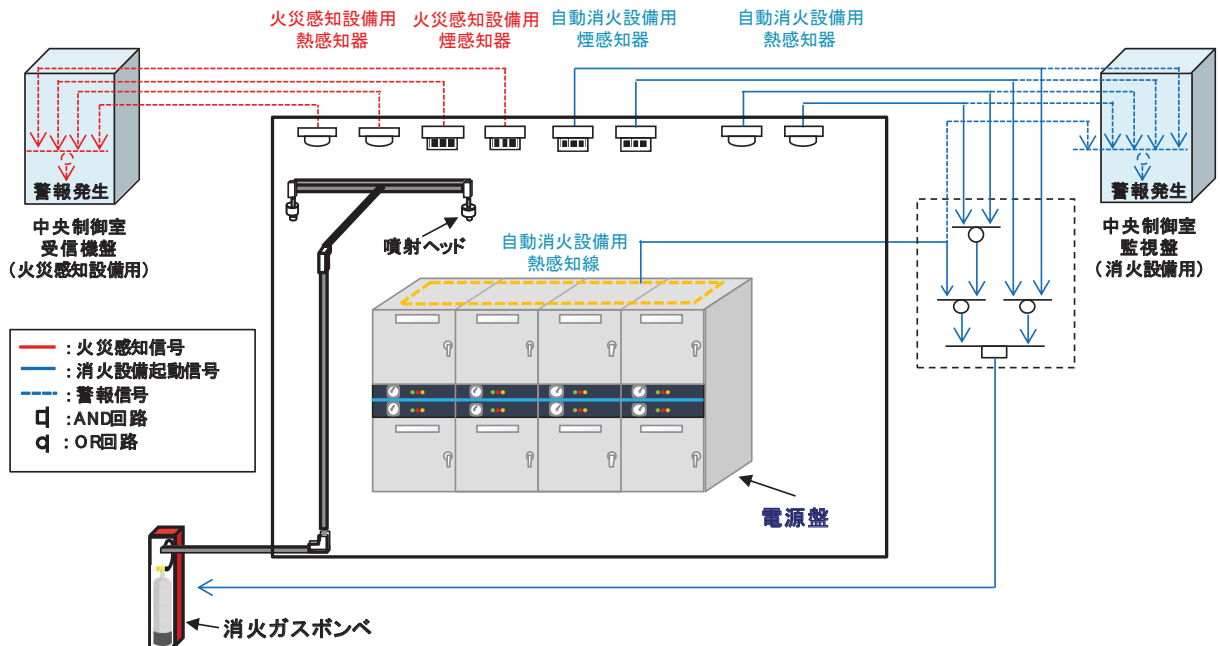 火災感知設備用
熱感知器
火災感知設備用
煙感知器
自動消火設備用
煙感知器
自動消火設備用
熱感知器
警報発生
中央制御室
受信機盤
(火災感知設備用)
警報発生
中央制御室
監視盤
(消火設備用)
噴射ヘッド
自動消火設備用
熱感知線
:火災感知信号
:消火設備起動信号
:警報信号
:AND回路
:OR回路
電源盤
消火ガスボンベ